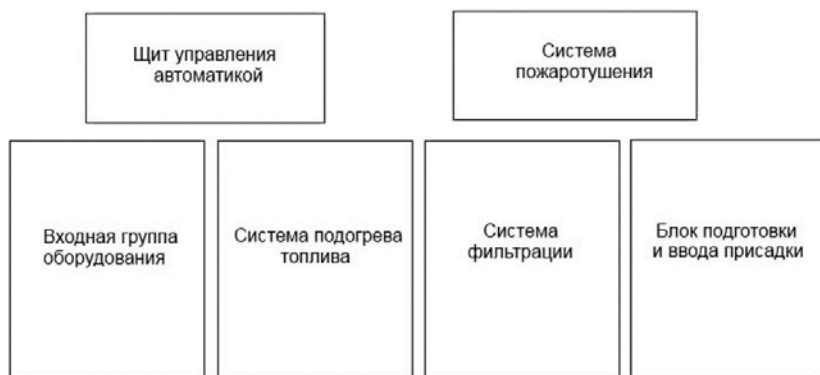 Щит управления
автоматикой
Система
пожаротушения
Входная группа
оборудования
Система подогрева
топлива
Система
фильтрации
Блок подготовки
и ввода присадки